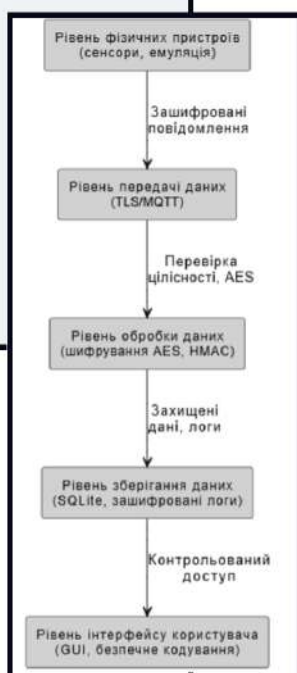 Рівень фізичних пристроїв
(сенсори, емуляція)
Зашифровані
повідомлення
Рівень передачі даних
(TLS/MQTT)
Перевірка
цілісності, AES
Рівень обробки даних
(шифрування AES, HMAC)
Захищені
дані, логи
Рівень зберігання даних
(SQLite, зашифровані логи)
Контрольований
доступ
Рівень інтерфейсу користувача
(GUI, безпечне кодування)